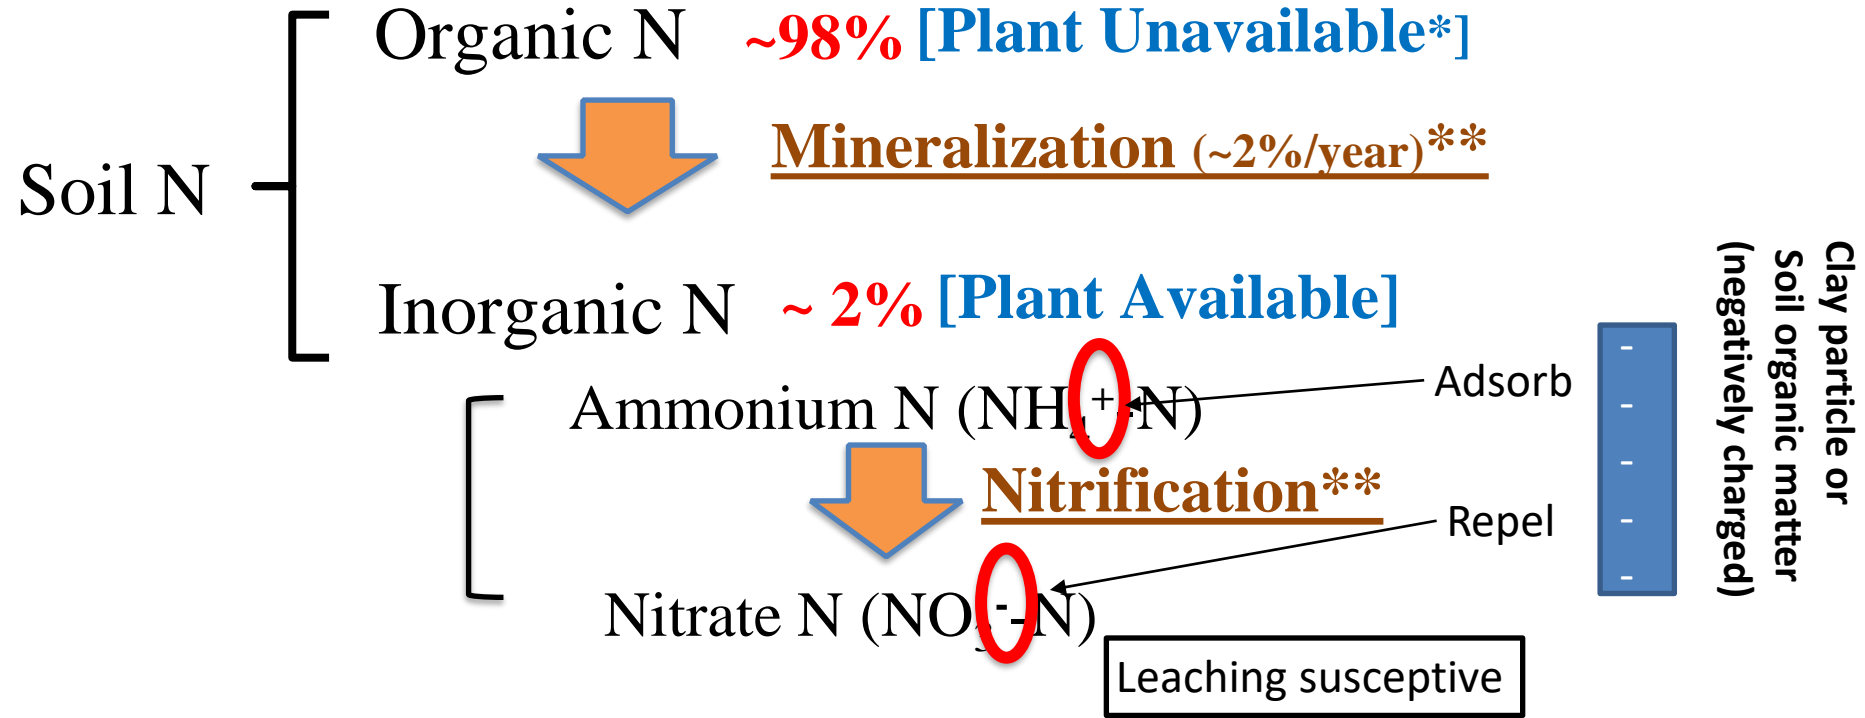 Organic N ~98% [Plant Unavailable*]
Mineralization (~2%/year)**
Soil N
Inorganic N ~ 2% [Plant Available]
Ammonium N (NH4+-N)
Adsorb
Nitrification**
Repel
Nitrate N (NO3--N)
Leaching susceptive
Clay particle or
Soil organic matter
(negatively charged)
-
-
-
-
-